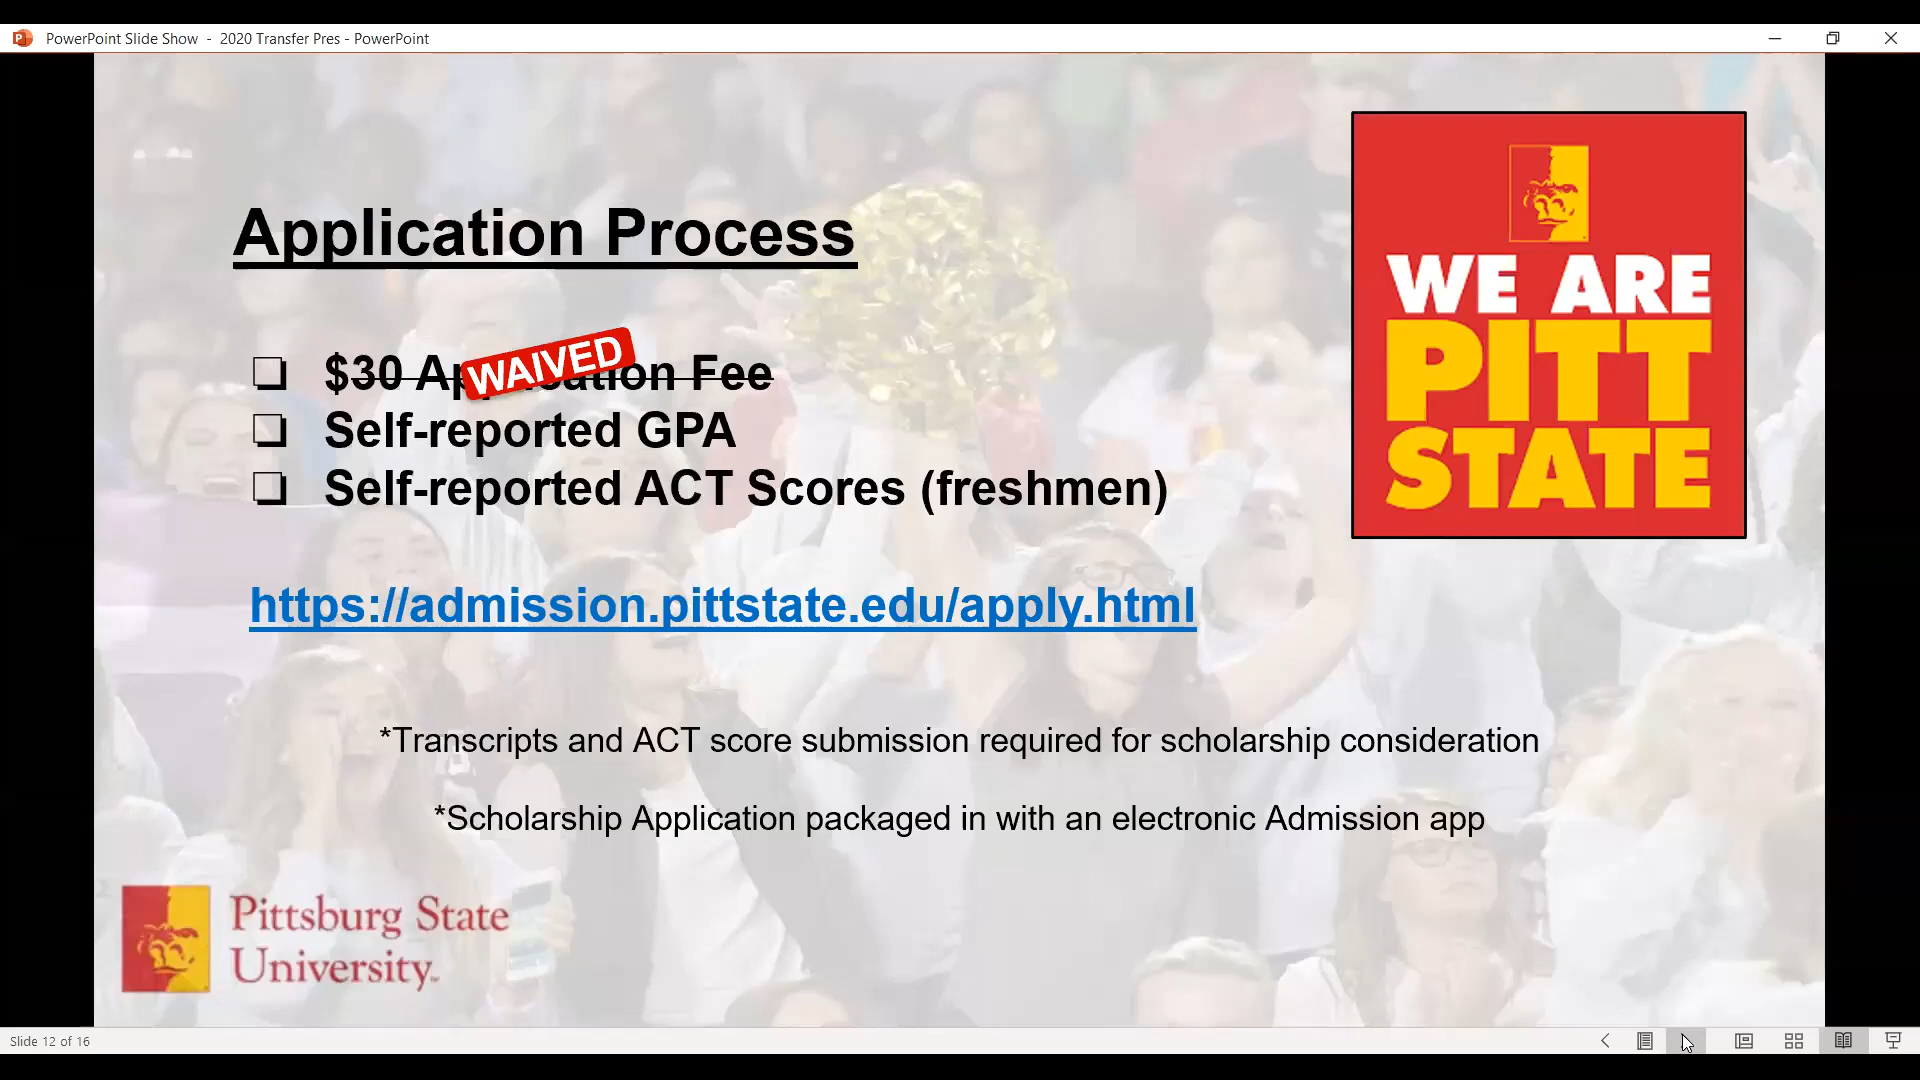 PowerPoint Slide Show - 2020 Transfer Pres - PowerPoint
WE ARE
PITT
STATE
Application Process
$30 Application Fee
WAIVED
Self-reported GPA
Self-reported ACT Scores (freshmen)
https://admission.pittstate.edu/apply.html
*Transcripts and ACT score submission required for scholarship consideration
*Scholarship Application packaged in with an electronic Admission app
Pittsburg State
University
Slide 12 of 16